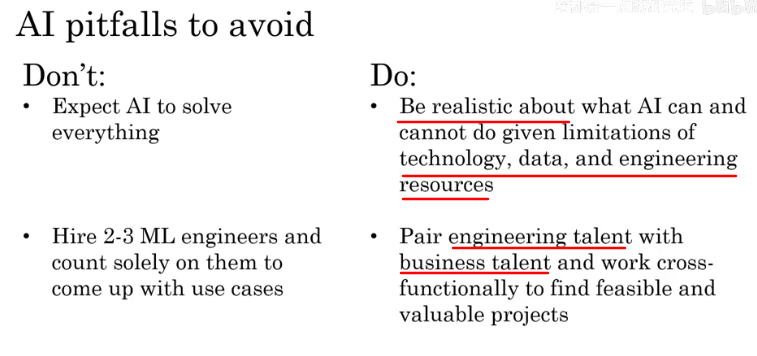 AI pitfalls to avoid
Don't:
• Expect AI to solve
everything
• Hire 2-3 ML engineers and
count solely on them to
come up with use cases
Do:
• Be realistic about what AI can and
cannot do given limitations of
technology, data, and engineering
resources
• Pair engineering talent with
business talent and work cross-
functionally to find feasible and
valuable projects